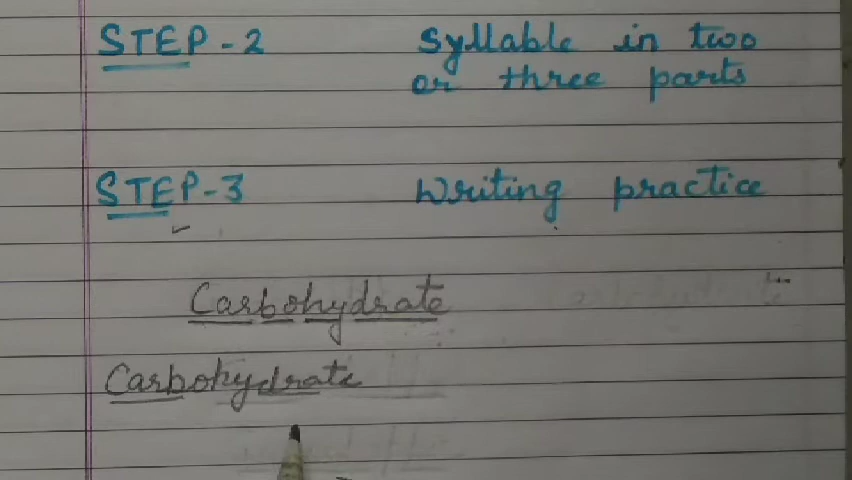 STEP-2 Syllable in two
or three parts
STEP-3 Writing practice
Carbohydrate
Carbohydrate